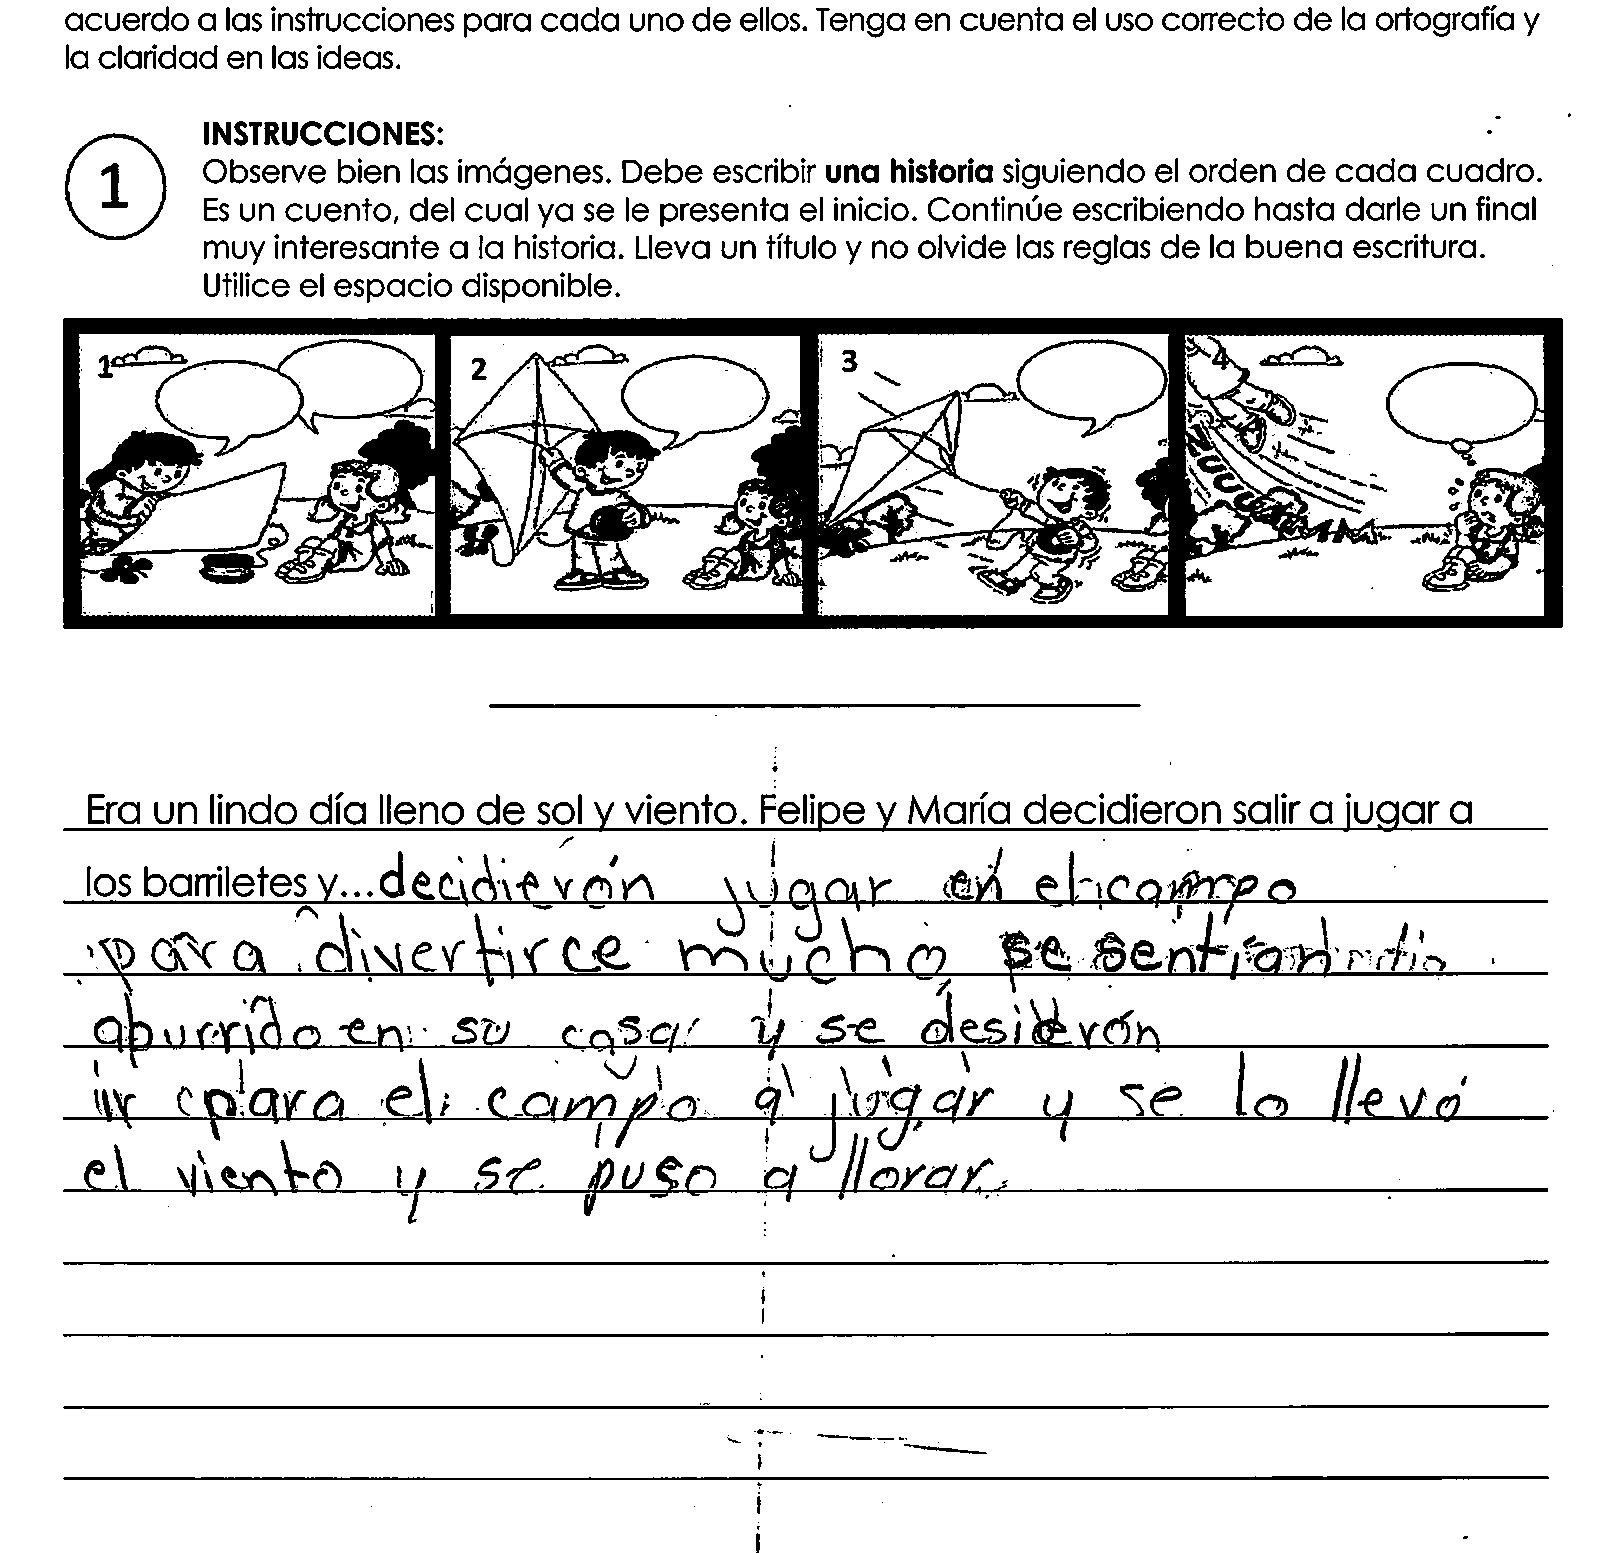 acuerdo a las instrucciones para cada uno de ellos. Tenga en cuenta el uso correcto de la ortografía y
la claridad en las ideas.
1
INSTRUCCIONES:
Observe bien las imágenes. Debe escribir una historia siguiendo el orden de cada cuadro.
Es un cuento, del cual ya se le presenta el inicio. Continúe escribiendo hasta darle un final
muy interesante a la historia. Lleva un título y no olvide las reglas de la buena escritura.
Utilice el espacio disponible.
1 2 3 4
Era un lindo día lleno de sol y viento. Felipe y María decidieron salir a jugar a
los barriletes y...decidierón jugar en el campo
para divertirce mucho se sentian
aburrido en su casa y se desiderón
ir para el campo a jugar y se lo llevó
el viento y se puso a llorar.